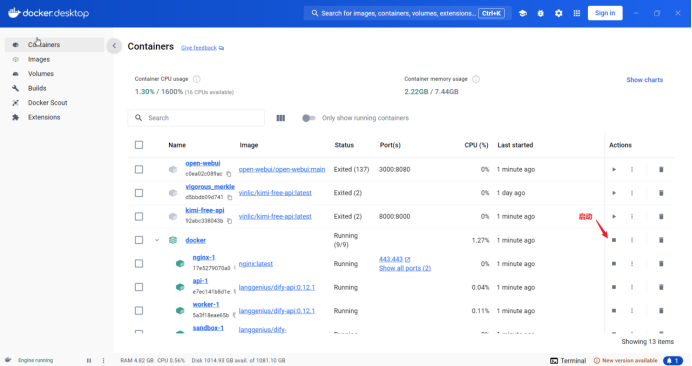 docker.desktop
Search for images, containers, volumes, extensions... Ctrl+K
Sign in
Containers
Images
Volumes
Builds
Docker Scout
Extensions
Containers Give feedback
Container CPU usage
1.30% / 1600% (16 CPUs available)
Container memory usage
2.22GB / 7.44GB
Show charts
Search
Only show running containers
Name Image Status Port(s) CPU (%) Last started Actions
open-webui
c0ea02c089ac
open-webui/open-webui:main Exited (137) 3000:8080 0% 1 minute ago
vigorous_merkle
d5bbdb09d741
vinlic/kimi-free-api:latest Exited (2) 0% 1 day ago
kimi-free-api
92abc338043b
vinlic/kimi-free-api:latest Exited (2) 8000:8000 0% 1 minute ago
启动
docker Running (9/9) 1.27% 1 minute ago
nginx-1
17e5279070a0
nginx:latest Running 443:443 0% 1 minute ago
Show all ports (2)
api-1
e7ec141b8d1e
langgenius/dify-api:0.12.1 Running 0.04% 1 minute ago
worker-1
5a3f18eae65b
langgenius/dify-api:0.12.1 Running 0.11% 1 minute ago
sandbox-1
langgenius/dify-
Showing 13 items
Engine running
RAM 4.82 GB CPU 0.56% Disk 1014.93 GB avail. of 1081.10 GB
Terminal
New version available
1